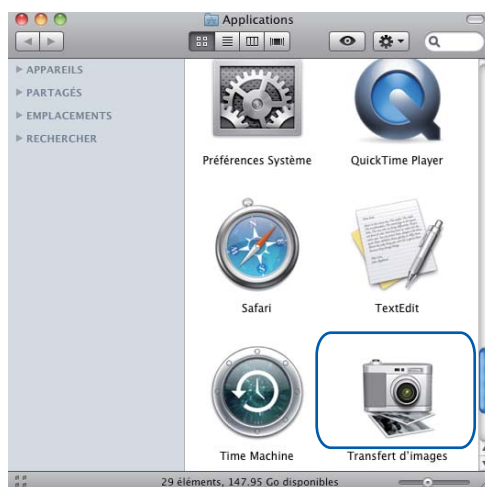 Applications
APPAREILS
PARTAGÉS
EMPLACEMENTS
RECHERCHER
Préférences Système
QuickTime Player
Safari
TextEdit
Time Machine
Transfert d'images
29 éléments, 147.95 Go disponibles